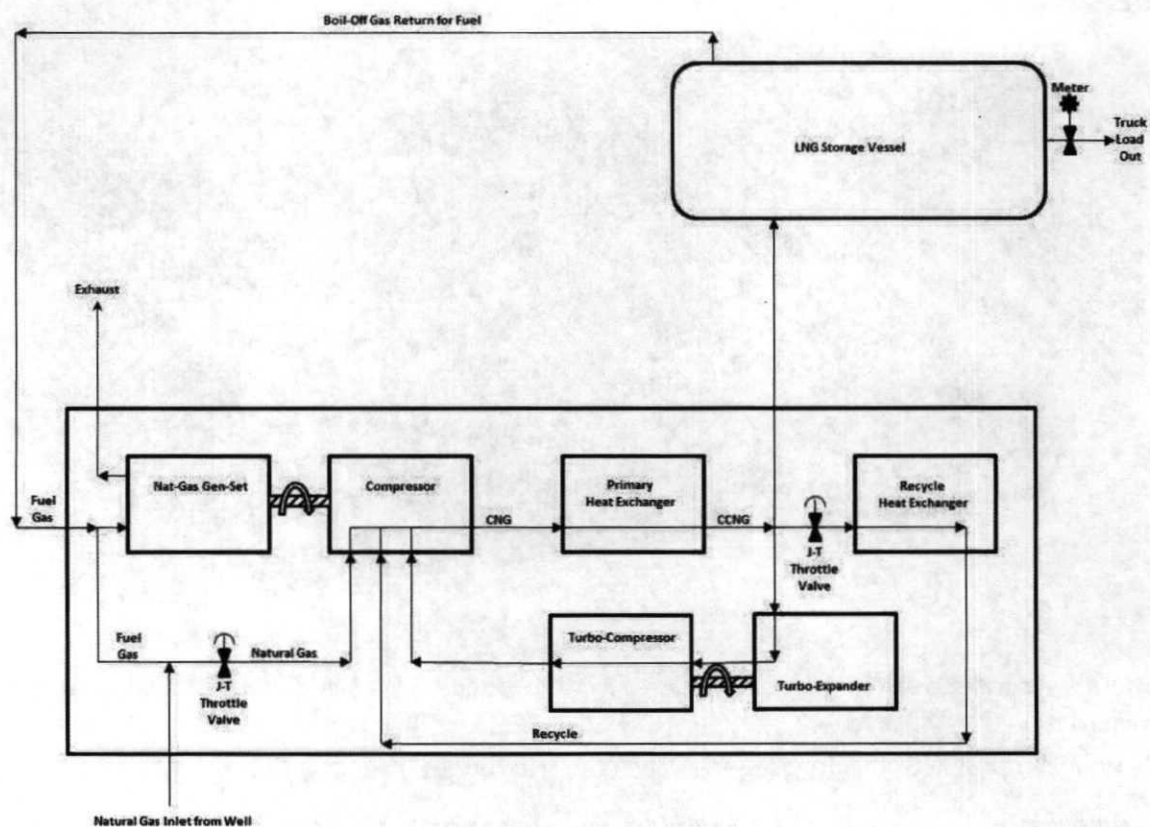 Boil-Off Gas Return for Fuel
Meter
Truck
Load
Out
LNG Storage Vessel
Exhaust
Nat-Gas Gen-Set
Compressor
Primary
Heat Exchanger
Recycle
Heat Exchanger
Fuel
Gas
CNG
CCNG
J-T
Throttle
Valve
Fuel
Gas
Natural Gas
J-T
Throttle
Valve
Turbo-Compressor
Turbo-Expander
Recycle
Natural Gas Inlet from Well